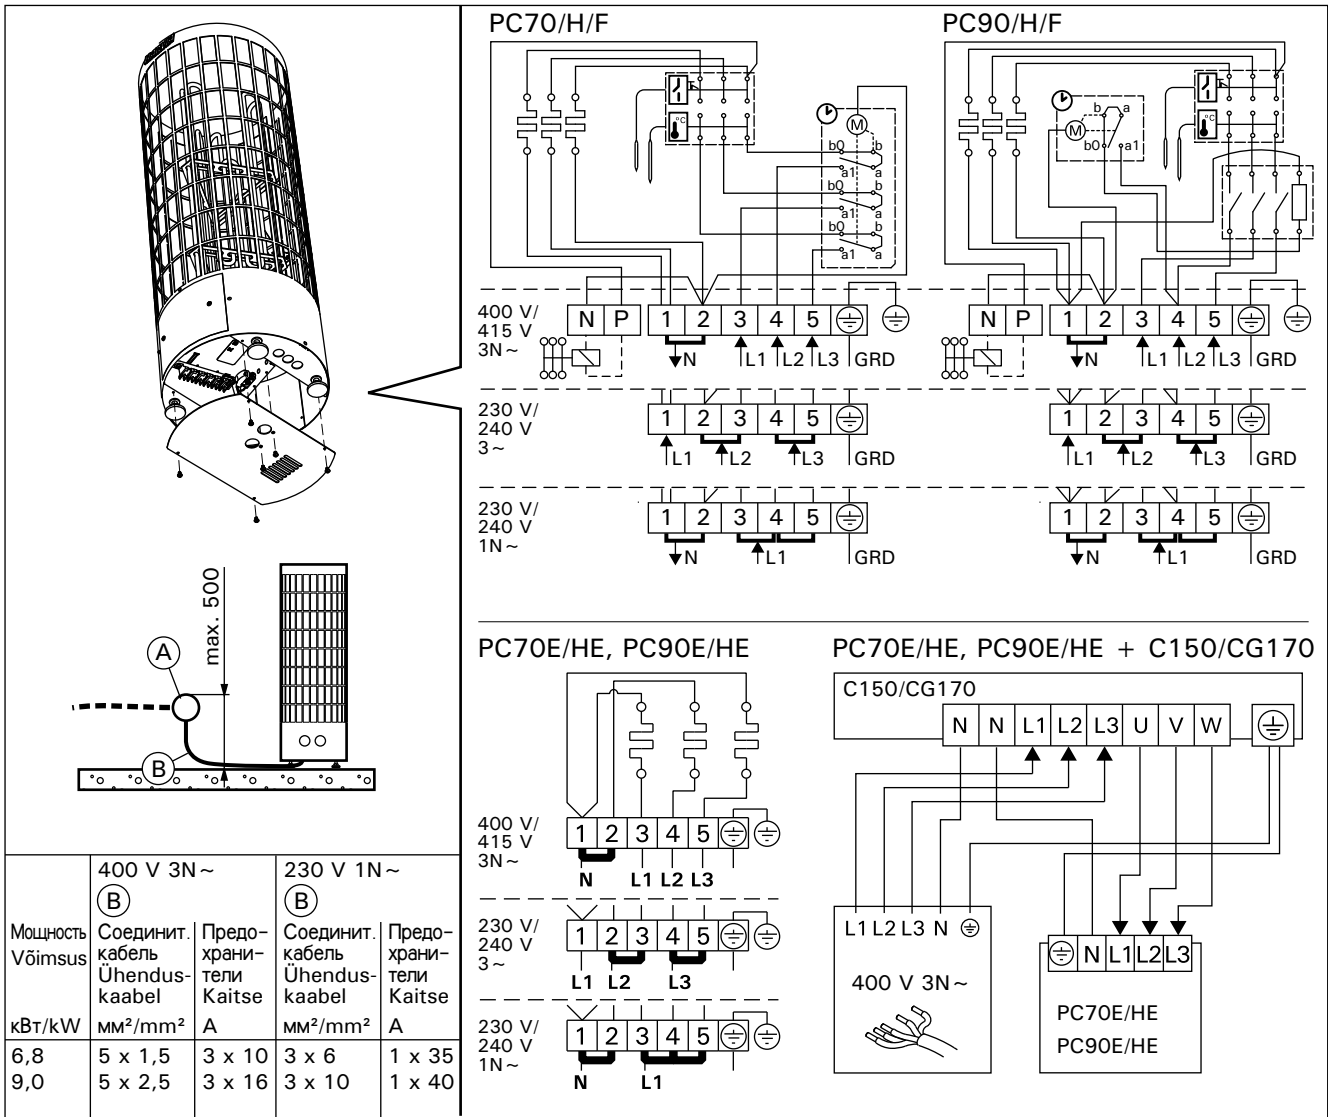 PC70/H/F
PC90/H/F
°C
M
b0
b
a1
a
b0
b
a1
a
b0
b
a1
a
b
a
M
b0
a1
°C
400 V/
415 V
3N~
N P 1 2 3 4 5
N L1 L2 L3 GRD
N P 1 2 3 4 5
N L1 L2 L3 GRD
230 V/
240 V
3~
1 2 3 4 5
L1 L2 L3 GRD
1 2 3 4 5
L1 L2 L3 GRD
230 V/
240 V
1N~
1 2 3 4 5
N L1 GRD
1 2 3 4 5
N L1 GRD
max. 500
A
B
PC70E/HE, PC90E/HE
400 V/
415 V
3N~
1 2 3 4 5
N L1 L2 L3
230 V/
240 V
3~
1 2 3 4 5
L1 L2 L3
230 V/
240 V
1N~
1 2 3 4 5
N L1
PC70E/HE, PC90E/HE + C150/CG170
C150/CG170
N N L1 L2 L3 U V W
L1 L2 L3 N
400 V 3N~
N L1 L2 L3
PC70E/HE
PC90E/HE
400 V 3N~ 230 V 1N~
B B
Мощность Соединит. Предо- Соединит. Предо-
Võimsus кабель храни- кабель храни-
Ühendus- тели Ühendus- тели
kaabel Kaitse kaabel Kaitse
кВт/kW мм²/mm² A мм²/mm² A
6,8 5 x 1,5 3 x 10 3 x 6 1 x 35
9,0 5 x 2,5 3 x 16 3 x 10 1 x 40